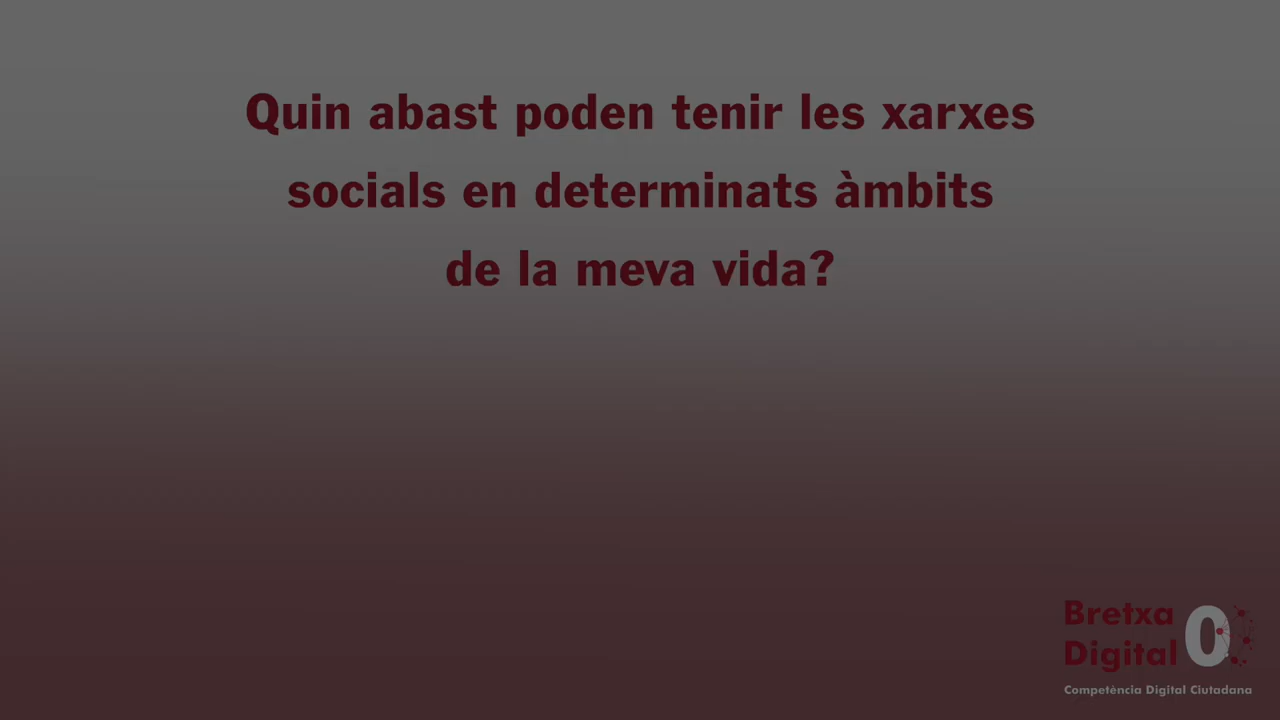 Quin abast poden tenir les xarxes
socials en determinats àmbits
de la meva vida?
Bretxa
Digital 0
Competència Digital Ciutadana